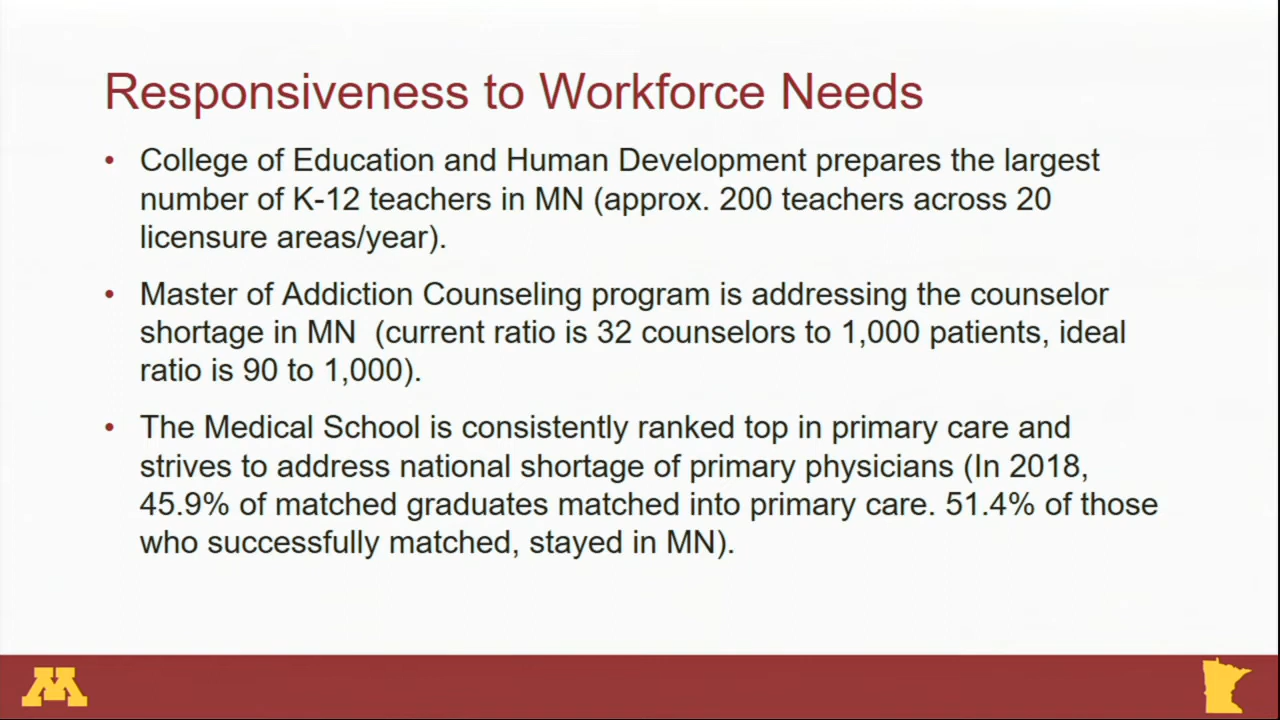 Responsiveness to Workforce Needs
• College of Education and Human Development prepares the largest
number of K-12 teachers in MN (approx. 200 teachers across 20
licensure areas/year).
• Master of Addiction Counseling program is addressing the counselor
shortage in MN  (current ratio is 32 counselors to 1,000 patients, ideal
ratio is 90 to 1,000).
• The Medical School is consistently ranked top in primary care and
strives to address national shortage of primary physicians (In 2018,
45.9% of matched graduates matched into primary care. 51.4% of those
who successfully matched, stayed in MN).
M